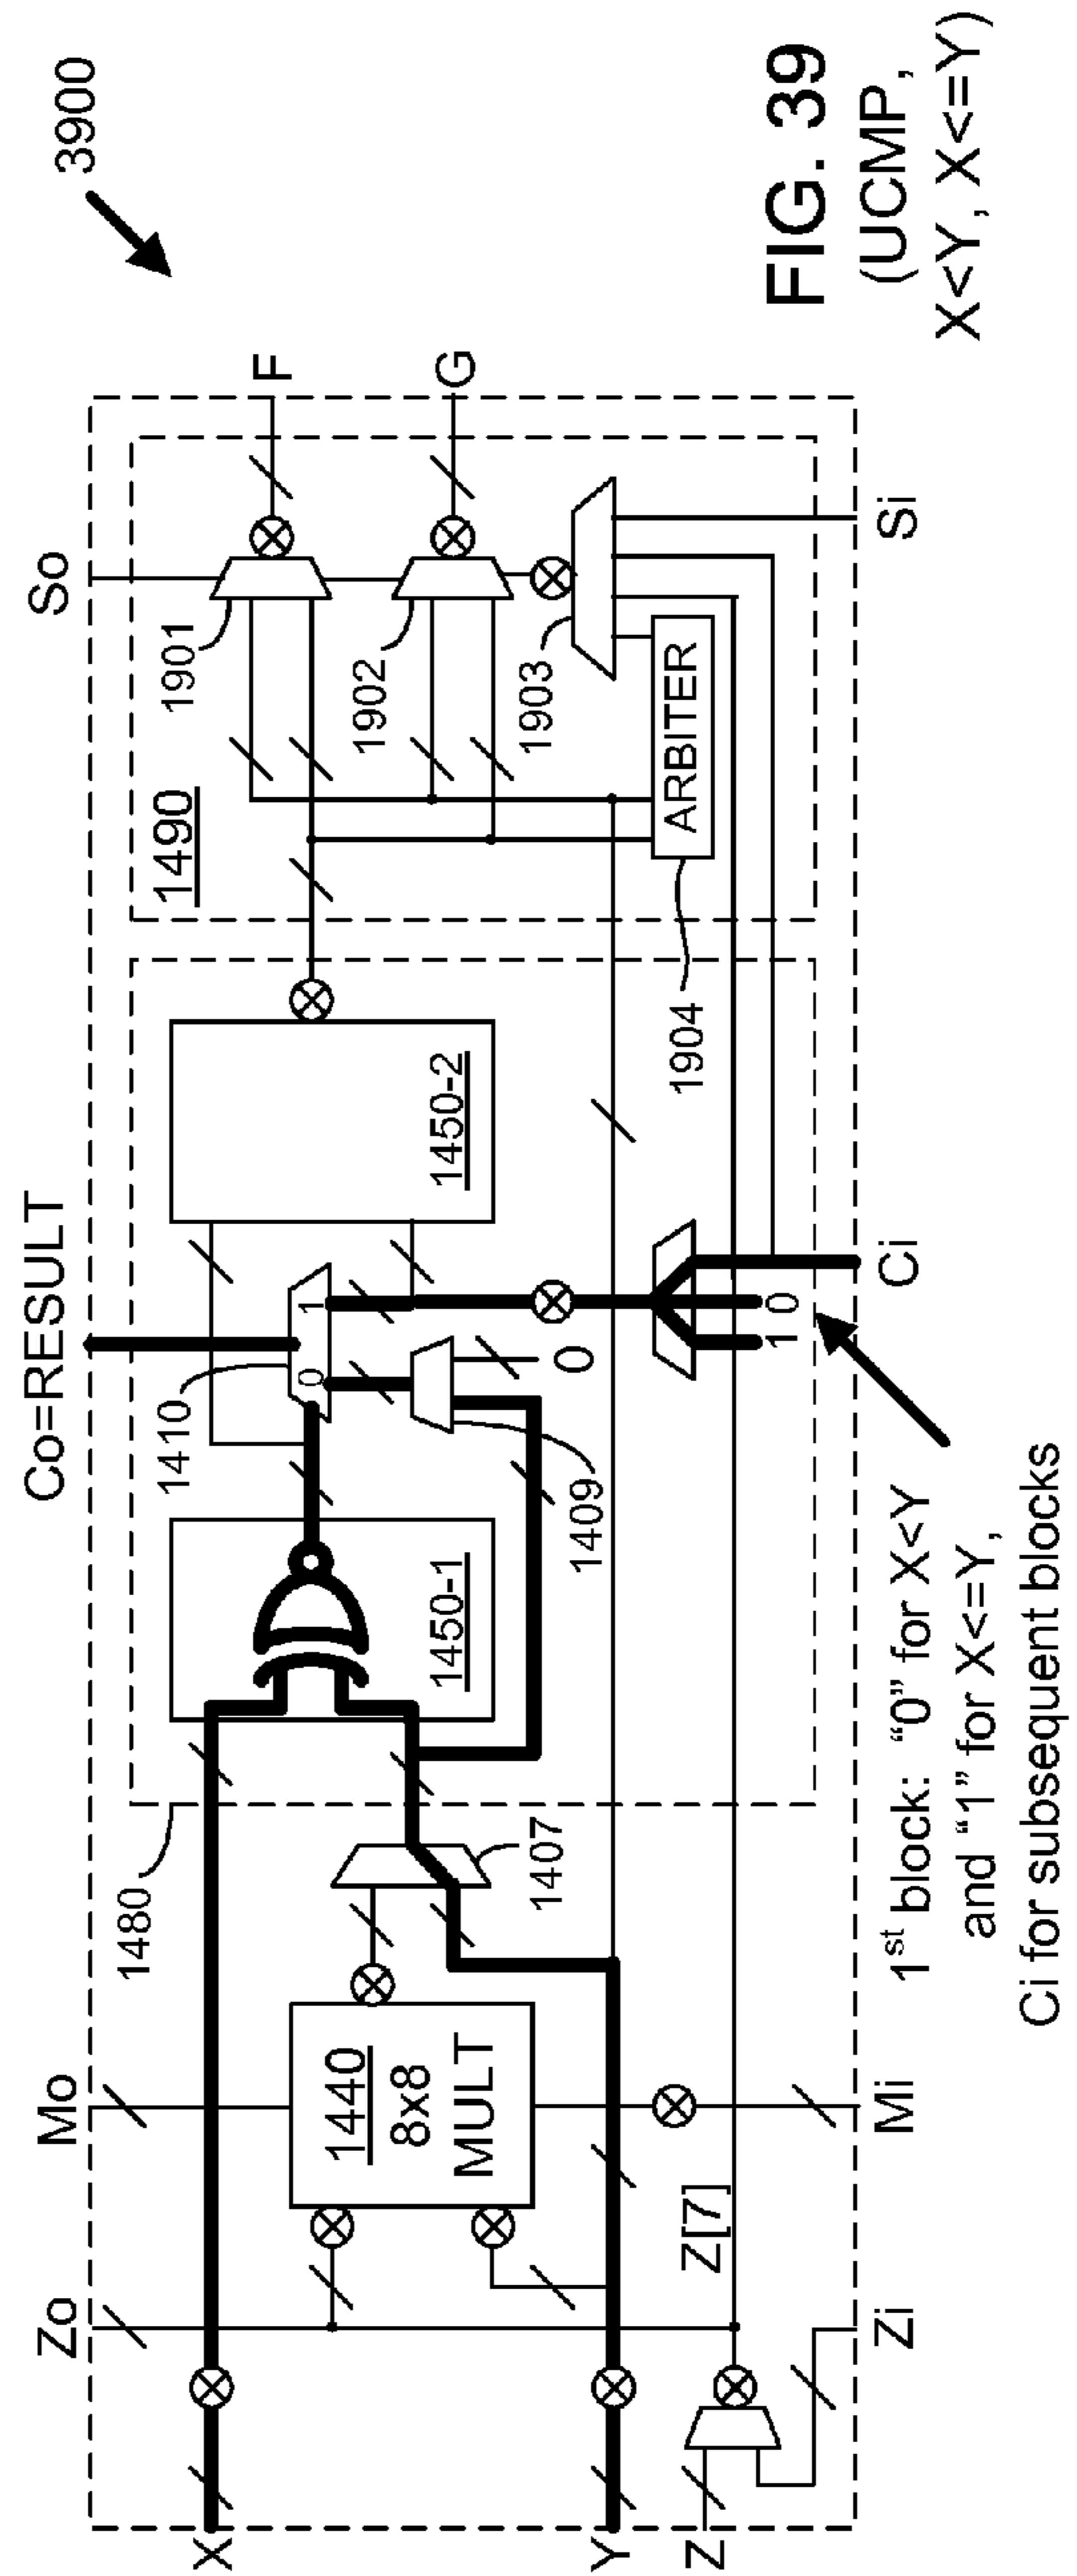 3900
Co=RESULT
So
Mo
Zo
1480
1410
1490
1901
F
1902
G
1903
1440
8x8
MULT
1450-1
0
1
1450-2
1407
1409
0
ARBITER
1904
X
Y
Z
Z[7]
1 0
Zi
Mi
Ci
Si
1st block: “0” for X<Y
and “1” for X<=Y,
Ci for subsequent blocks
FIG. 39
(UCMP,
X<Y, X<=Y)